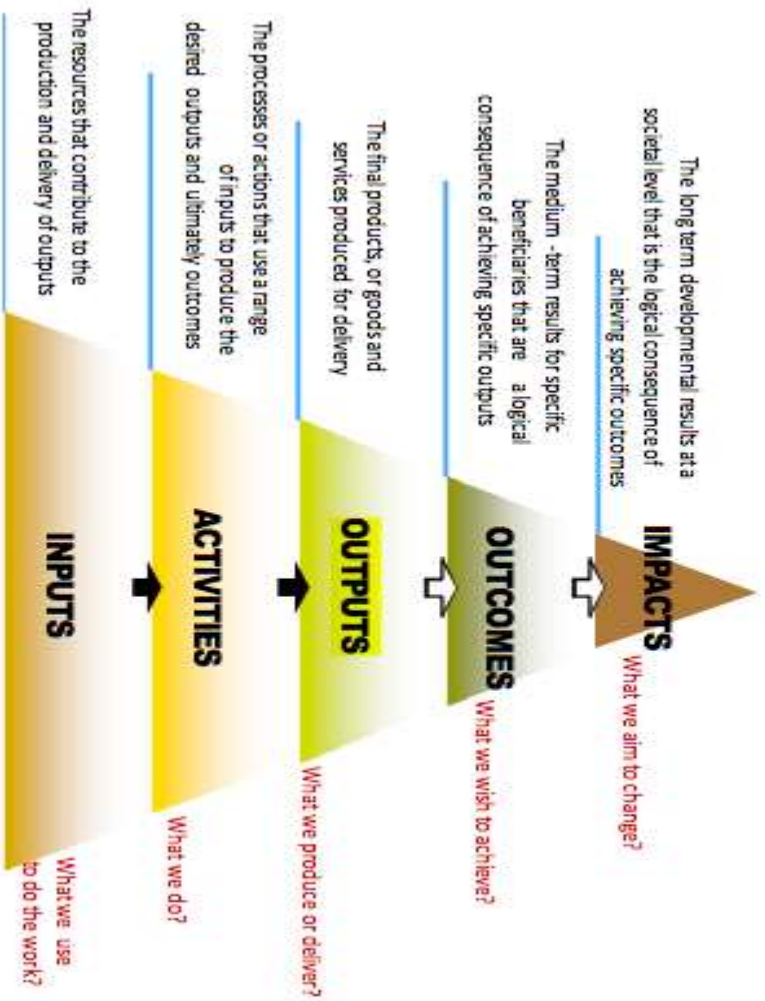 The long term developmental results at a
societal level that is the logical consequence of
achieving specific outcomes
IMPACTS
What we aim to change?
The medium - term results for specific
beneficiaries that are a logical
consequence of achieving specific outputs
OUTCOMES
What we wish to achieve?
The final products, or goods and
services produced for delivery
OUTPUTS
What we produce or deliver?
The processes or actions that use a range
of inputs to produce the
desired outputs and ultimately outcomes
ACTIVITIES
What we do?
The resources that contribute to the
production and delivery of outputs
INPUTS
What we use
to do the work?